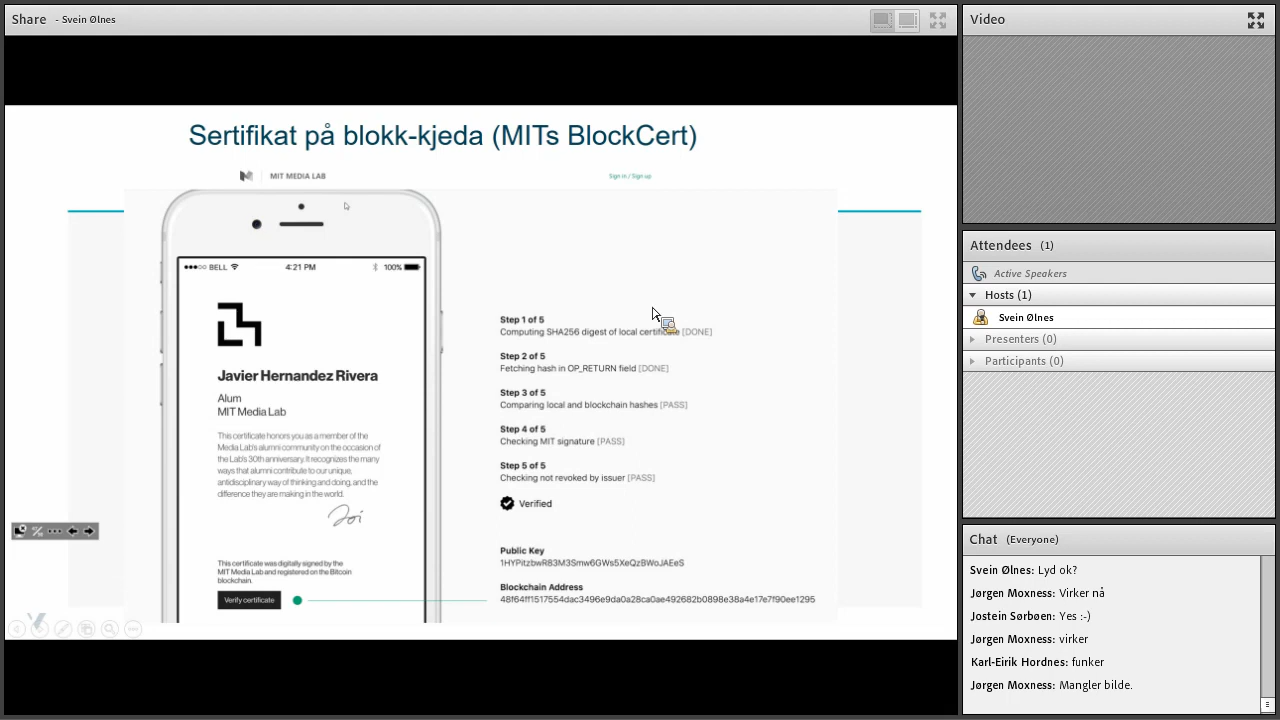 Share - Svein Ølnes
Sertifikat på blokk-kjeda (MITs BlockCert)
MIT MEDIA LAB
Sign in / Sign up
BELL 4:21 PM 100%
Javier Hernandez Rivera
Alum
MIT Media Lab
This certificate honors you as a member of the
Media Lab's alumni community on the occasion of
the Lab's 30th anniversary. It recognizes the many
ways that alumni contribute to our unique,
antidisciplinary way of thinking and doing, and the
difference they are making in the world.
Joi
This certificate was digitally signed by the
MIT Media Lab and registered on the Bitcoin
blockchain.
Verify certificate
Step 1 of 5
Computing SHA256 digest of local certificate [DONE]
Step 2 of 5
Fetching hash in OP_RETURN field [DONE]
Step 3 of 5
Comparing local and blockchain hashes [PASS]
Step 4 of 5
Checking MIT signature [PASS]
Step 5 of 5
Checking not revoked by issuer [PASS]
Verified
Public Key
1HYPitzbwR83M3Smw6GWs5XeQzBWoJAEeS
Blockchain Address
48f64ff1517554dac3496e9da0a28ca0ae492682b0898e38a4e17e7f90ee1295
Video
Attendees (1)
Active Speakers
Hosts (1)
Svein Ølnes
Presenters (0)
Participants (0)
Chat (Everyone)
Svein Ølnes: Lyd ok?
Jørgen Moxness: Virker nå
Jostein Sørbøen: Yes :-)
Jørgen Moxness: virker
Karl-Eirik Hordnes: funker
Jørgen Moxness: Mangler bilde.